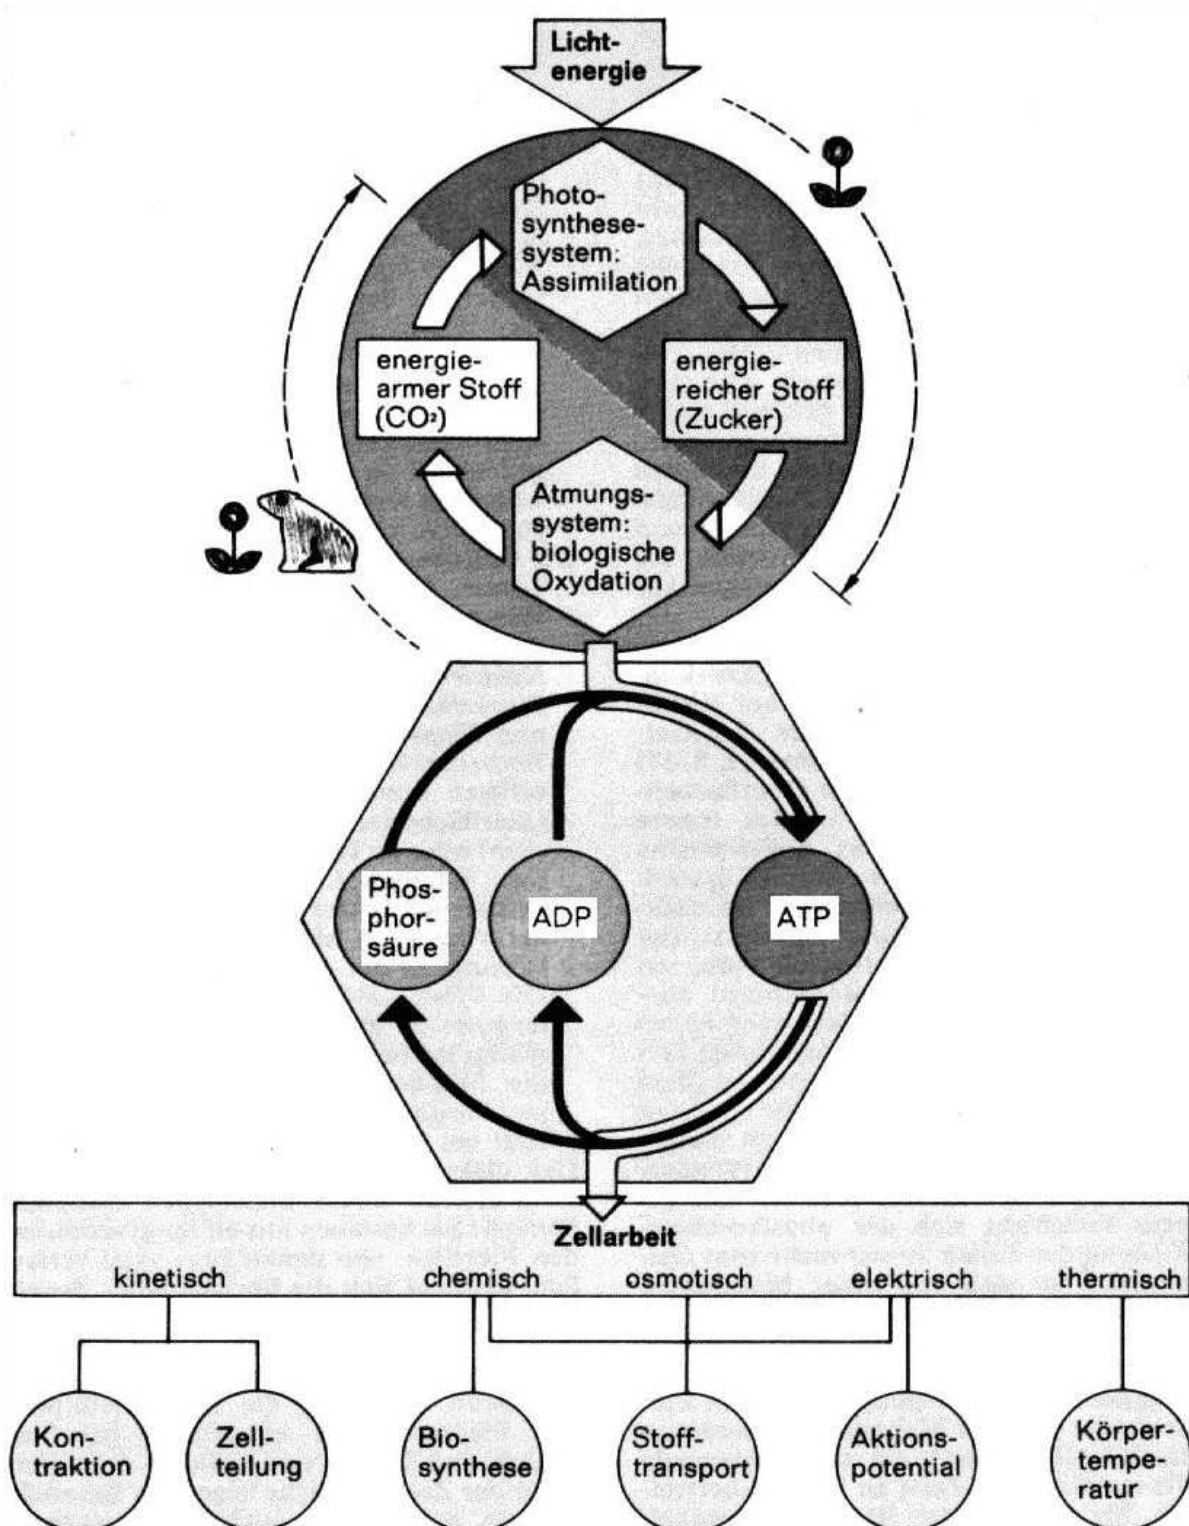 Licht-
energie
Photo-
synthese-
system:
Assimilation
energie-
armer Stoff
(CO²)
energie-
reicher Stoff
(Zucker)
Atmungs-
system:
biologische
Oxydation
Phos-
phor-
säure
ADP
ATP
Zellarbeit
kinetisch chemisch osmotisch elektrisch thermisch
Kon-
traktion
Zell-
teilung
Bio-
synthese
Stoff-
transport
Aktions-
potential
Körper-
tempe-
ratur